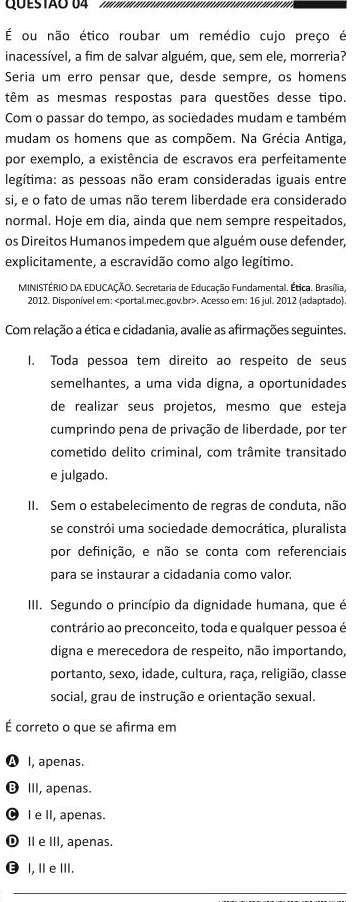 QUESTÃO 04
É ou não ético roubar um remédio cujo preço é
inacessível, a fim de salvar alguém, que, sem ele, morreria?
Seria um erro pensar que, desde sempre, os homens
têm as mesmas respostas para questões desse tipo.
Com o passar do tempo, as sociedades mudam e também
mudam os homens que as compõem. Na Grécia Antiga,
por exemplo, a existência de escravos era perfeitamente
legítima: as pessoas não eram consideradas iguais entre
si, e o fato de umas não terem liberdade era considerado
normal. Hoje em dia, ainda que nem sempre respeitados,
os Direitos Humanos impedem que alguém ouse defender,
explicitamente, a escravidão como algo legítimo.
MINISTÉRIO DA EDUCAÇÃO. Secretaria de Educação Fundamental. Ética. Brasília,
2012. Disponível em: <portal.mec.gov.br>. Acesso em: 16 jul. 2012 (adaptado).
Com relação a ética e cidadania, avalie as afirmações seguintes.
I. Toda pessoa tem direito ao respeito de seus
semelhantes, a uma vida digna, a oportunidades
de realizar seus projetos, mesmo que esteja
cumprindo pena de privação de liberdade, por ter
cometido delito criminal, com trâmite transitado
e julgado.
II. Sem o estabelecimento de regras de conduta, não
se constrói uma sociedade democrática, pluralista
por definição, e não se conta com referenciais
para se instaurar a cidadania como valor.
III. Segundo o princípio da dignidade humana, que é
contrário ao preconceito, toda e qualquer pessoa é
digna e merecedora de respeito, não importando,
portanto, sexo, idade, cultura, raça, religião, classe
social, grau de instrução e orientação sexual.
É correto o que se afirma em
A I, apenas.
B III, apenas.
C I e II, apenas.
D II e III, apenas.
E I, II e III.